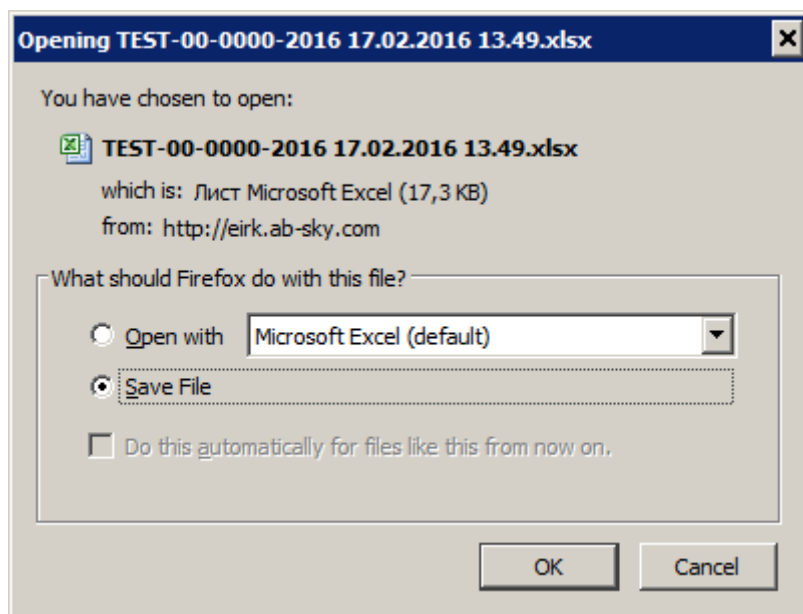 Opening TEST-00-0000-2016 17.02.2016 13.49.xlsx
You have chosen to open:
TEST-00-0000-2016 17.02.2016 13.49.xlsx
which is: Лист Microsoft Excel (17,3 KB)
from: http://eirk.ab-sky.com
What should Firefox do with this file?
Open with Microsoft Excel (default)
Save File
Do this automatically for files like this from now on.
OK Cancel